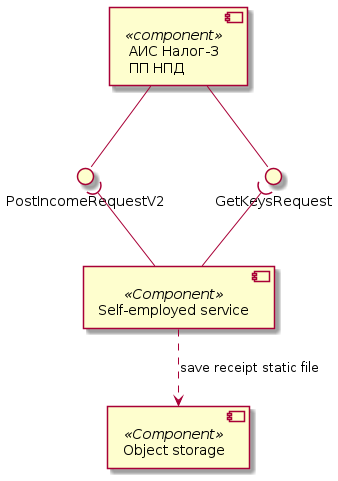 «component»
АИС Налог-3
ПП НПД
PostIncomeRequestV2
GetKeysRequest
«Component»
Self-employed service
save receipt static file
«Component»
Object storage